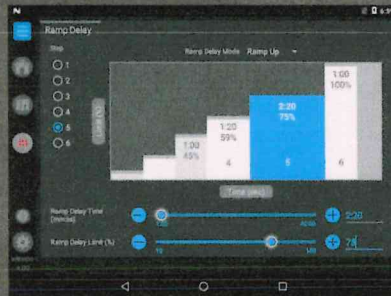 Ramp Delay
Step
Ramp Delay Mode Ramp Up
1
2
3
4
5
6
Limit (%)
1:00
45%
1:20
59%
4
2:20
75%
5
1:00
100%
6
Time (sec)
Ramp Delay Time
2:20
Ramp Delay Limit (%)